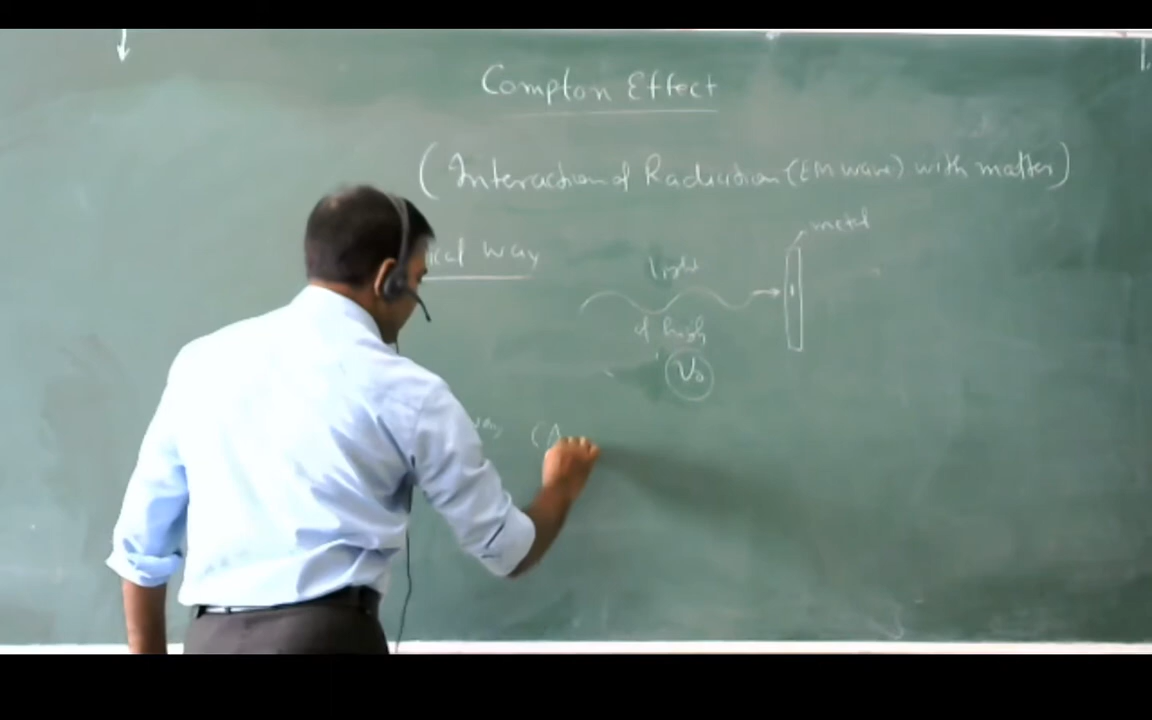 Compton Effect
(Interaction of Radiation (EM wave) with matter)
metal
ical way
light
of high
ν₀
(A